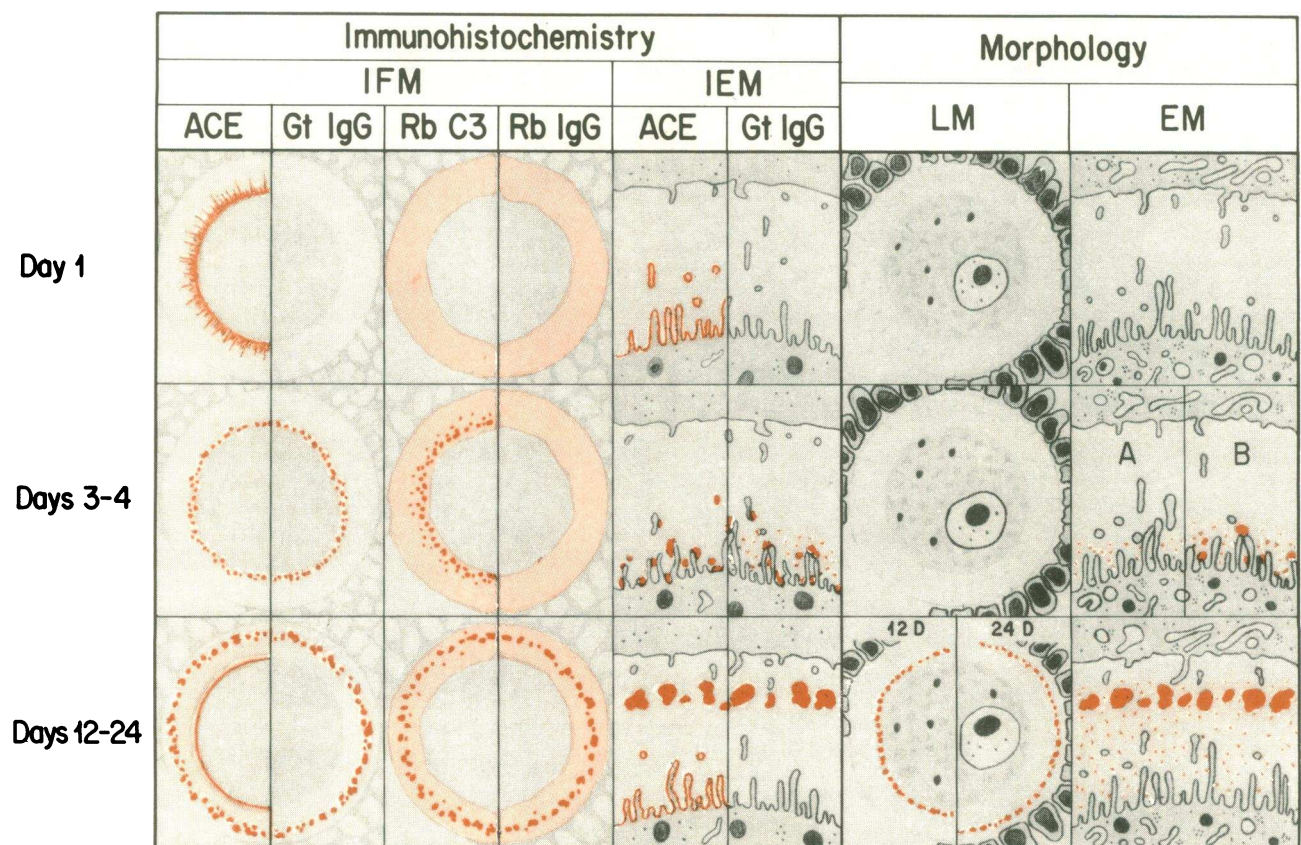 Immunohistochemistry
Morphology
IFM
IEM
LM
EM
ACE
Gt IgG
Rb C3
Rb IgG
ACE
Gt IgG
Day 1
Days 3-4
A
B
Days 12-24
12 D
24 D